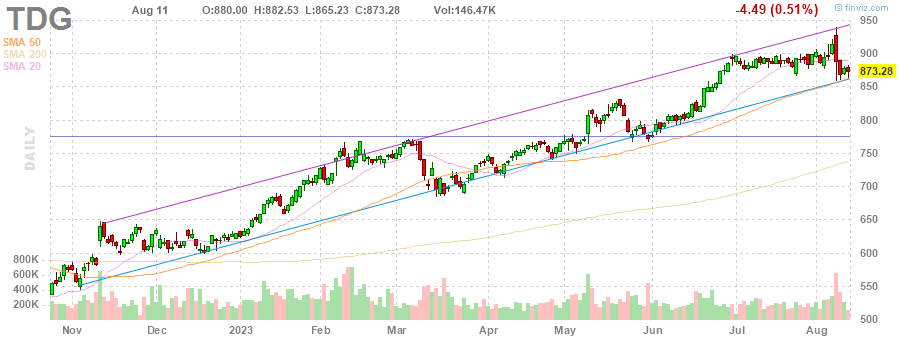 TDG Aug 11 O:880.00 H:882.53 L:865.23 C:873.28 Vol:146.47K -4.49 (0.51%) finviz.com
SMA 50
SMA 200
SMA 20
DAILY
950
900
873.28
850
800
750
700
650
600
550
500
800K
600K
400K
200K
Nov Dec 2023 Feb Mar Apr May Jun Jul Aug